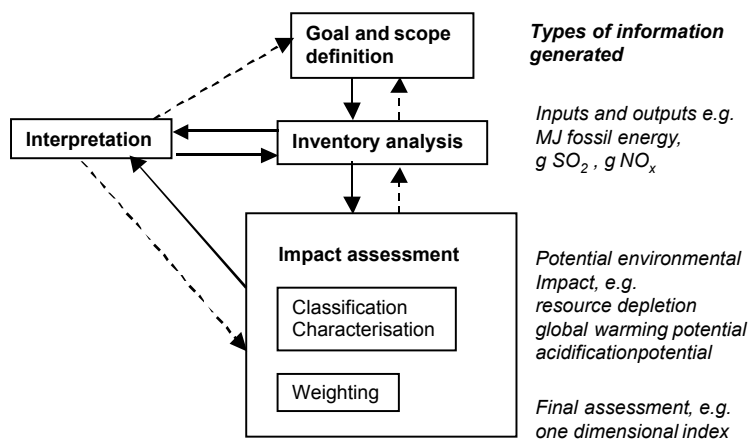 Goal and scope
definition
Types of information
generated
Interpretation
Inventory analysis
Inputs and outputs e.g.
MJ fossil energy,
g SO₂ , g NOₓ
Impact assessment
Classification
Characterisation
Weighting
Potential environmental
Impact, e.g.
resource depletion
global warming potential
acidificationpotential
Final assessment, e.g.
one dimensional index